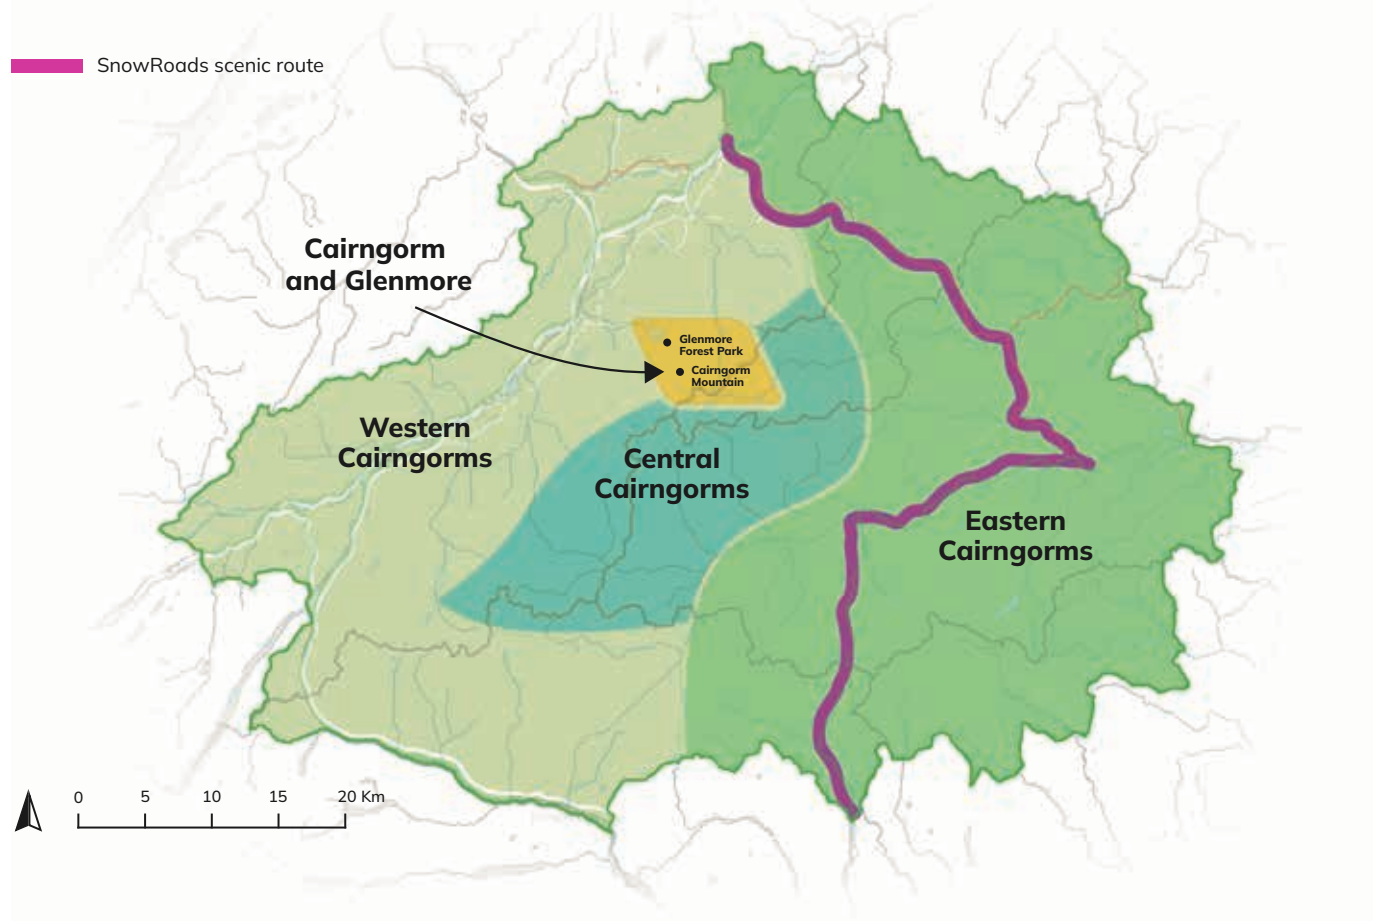 SnowRoads scenic route
Cairngorm
and Glenmore
Glenmore
Forest Park
Cairngorm
Mountain
Western
Cairngorms
Central
Cairngorms
Eastern
Cairngorms
0 5 10 15 20 Km